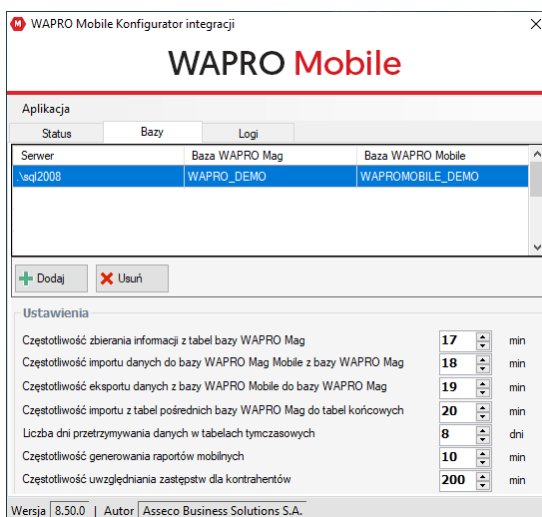 WAPRO Mobile Konfigurator integracji
WAPRO Mobile
Aplikacja
Status Bazy Logi
Serwer Baza WAPRO Mag Baza WAPRO Mobile
.\sql2008 WAPRO_DEMO WAPROMOBILE_DEMO
Dodaj Usuń
Ustawienia
Częstotliwość zbierania informacji z tabel bazy WAPRO Mag 17 min
Częstotliwość importu danych do bazy WAPRO Mag Mobile z bazy WAPRO Mag 18 min
Częstotliwość eksportu danych z bazy WAPRO Mobile do bazy WAPRO Mag 19 min
Częstotliwość importu z tabel pośrednich bazy WAPRO Mag do tabel końcowych 20 min
Liczba dni przetrzymywania danych w tabelach tymczasowych 8 dni
Częstotliwość generowania raportów mobilnych 10 min
Częstotliwość uwzględniania zastępstw dla kontrahentów 200 min
Wersja 8.50.0 | Autor Asseco Business Solutions S.A.